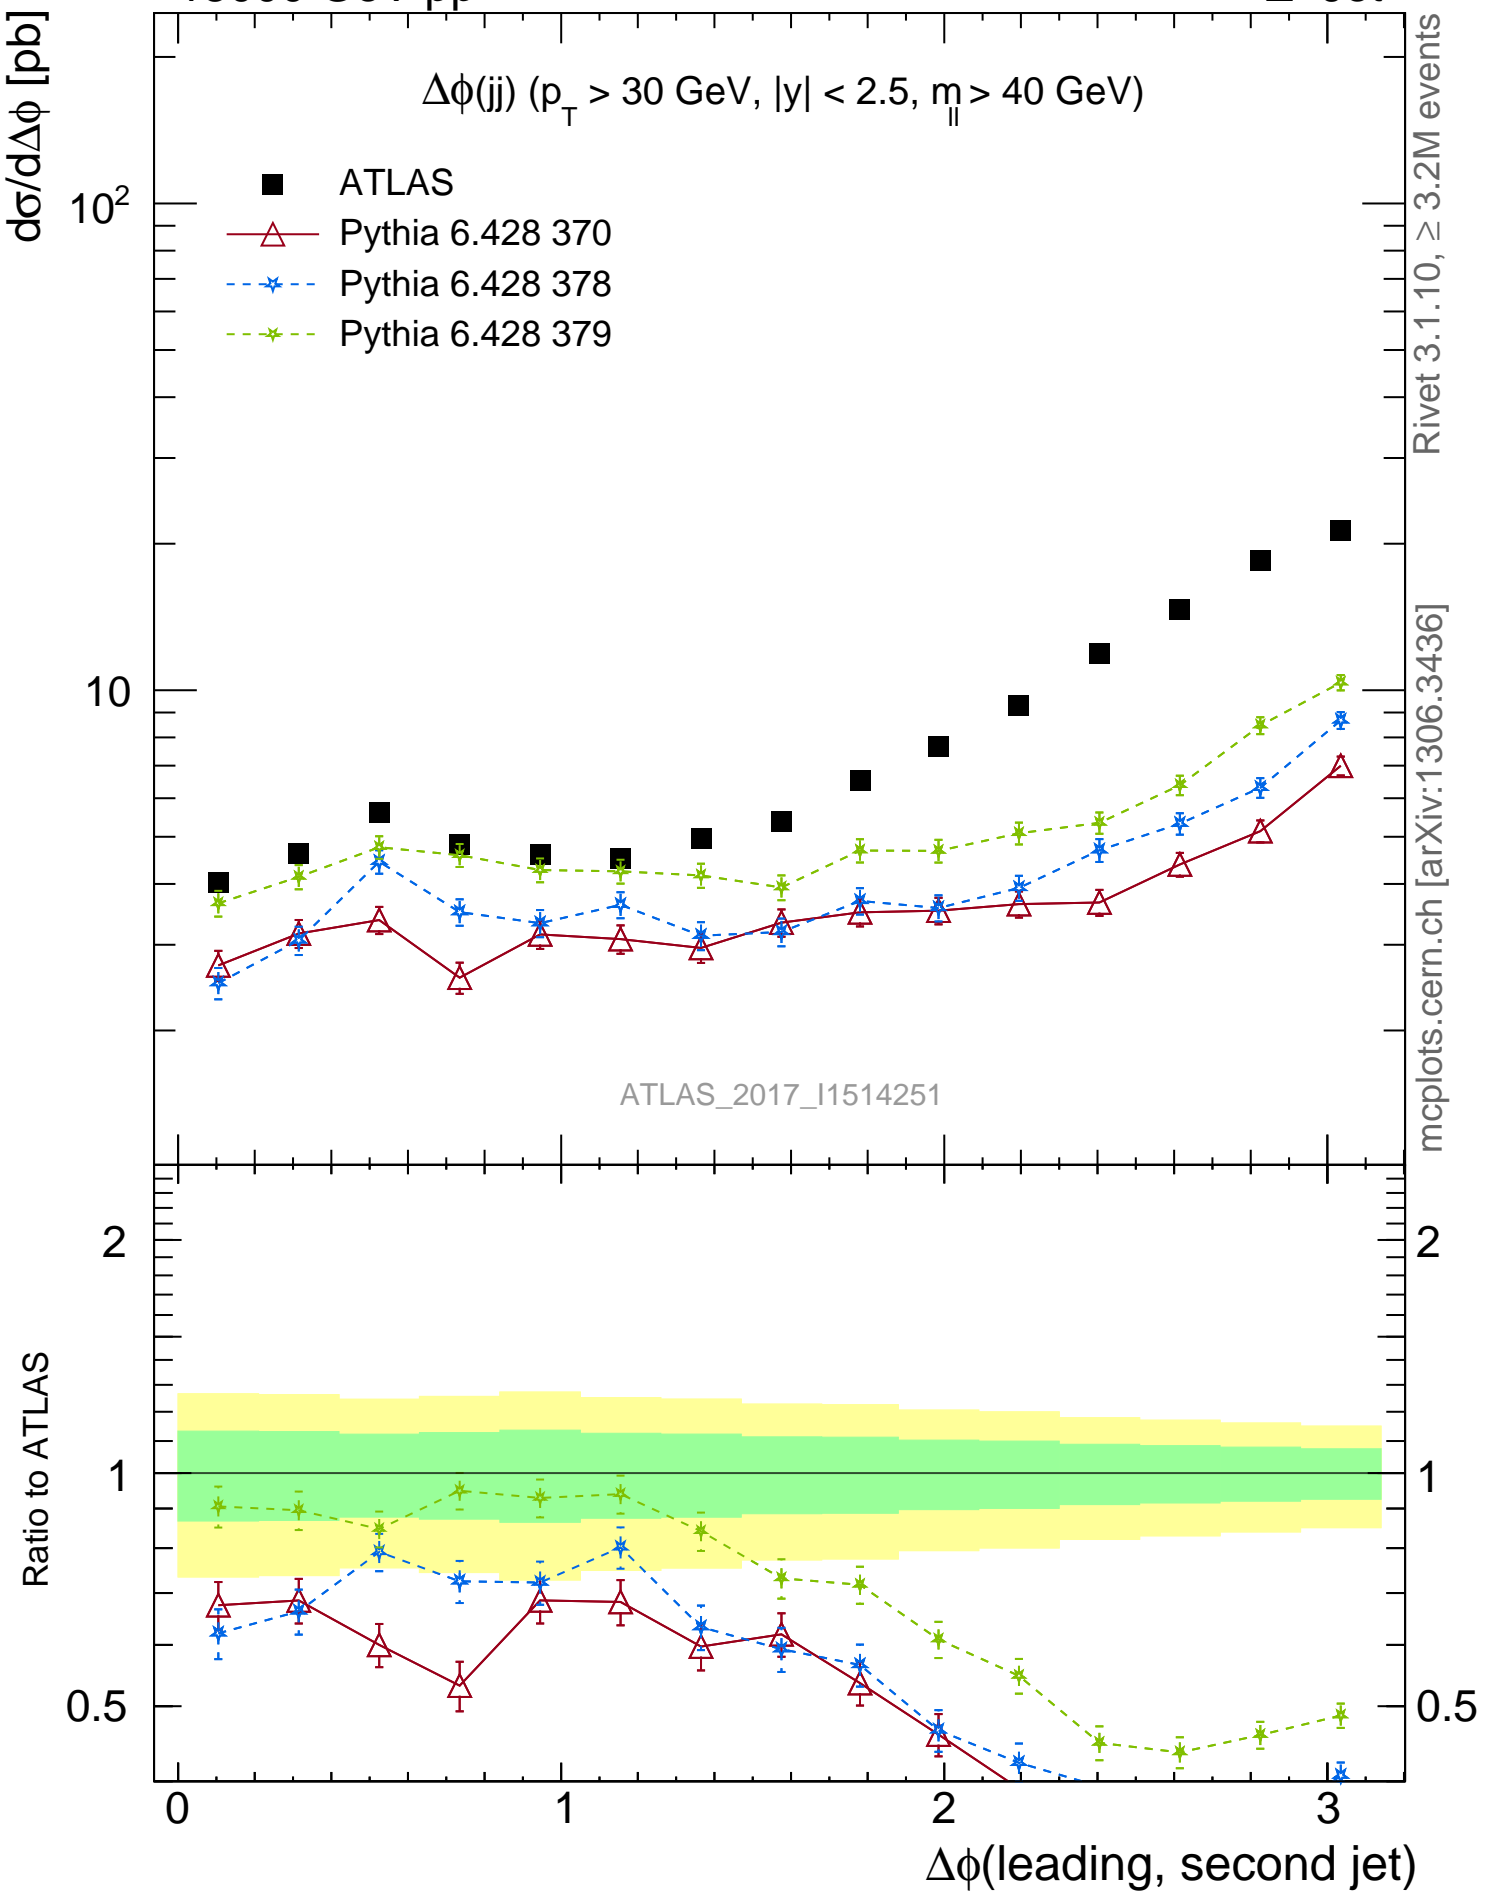 dσ/dΔϕ [pb]
Δϕ(jj) (p_T > 30 GeV, |y| < 2.5, m_ll > 40 GeV)
ATLAS
Pythia 6.428 370
Pythia 6.428 378
Pythia 6.428 379
10²
10
ATLAS_2017_I1514251
Rivet 3.1.10, ≥ 3.2M events
mcplots.cern.ch [arXiv:1306.3436]
Ratio to ATLAS
2
1
0.5
2
1
0.5
0 1 2 3
Δϕ(leading, second jet)